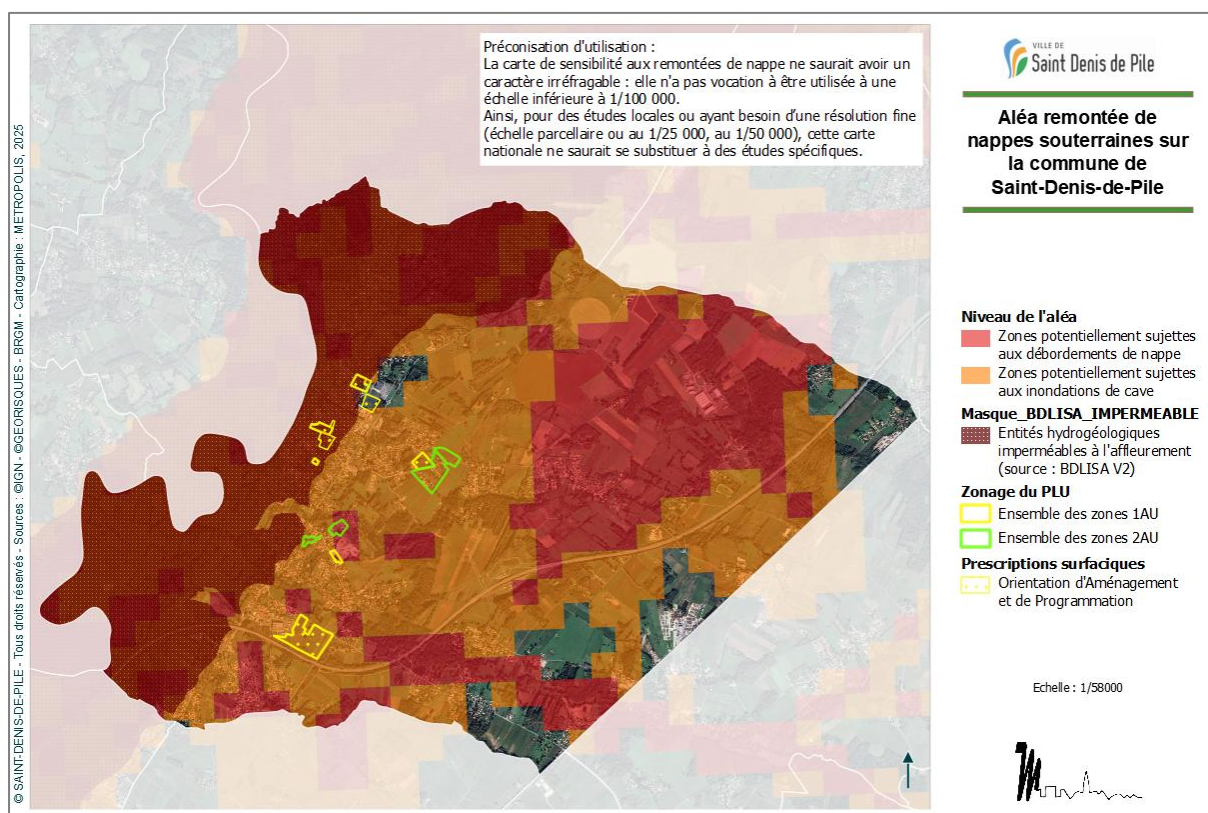 Préconisation d'utilisation :
La carte de sensibilité aux remontées de nappe ne saurait avoir un
caractère irréfragable : elle n'a pas vocation à être utilisée à une
échelle inférieure à 1/100 000.
Ainsi, pour des études locales ou ayant besoin d'une résolution fine
(échelle parcellaire ou au 1/25 000, au 1/50 000), cette carte
nationale ne saurait se substituer à des études spécifiques.
VILLE DE
Saint Denis de Pile
Aléa remontée de
nappes souterraines sur
la commune de
Saint-Denis-de-Pile
Niveau de l'aléa
Zones potentiellement sujettes
aux débordements de nappe
Zones potentiellement sujettes
aux inondations de cave
Masque_BDLISA_IMPERMEABLE
Entités hydrogéologiques
imperméables à l'affleurement
(source : BDLISA V2)
Zonage du PLU
Ensemble des zones 1AU
Ensemble des zones 2AU
Prescriptions surfaciques
Orientation d'Aménagement
et de Programmation
Echelle : 1/58000
© SAINT-DENIS-DE-PILE - Tous droits réservés - Sources : ©IGN - ©GEORISQUES - BRGM - Cartographie : METROPOLIS, 2025